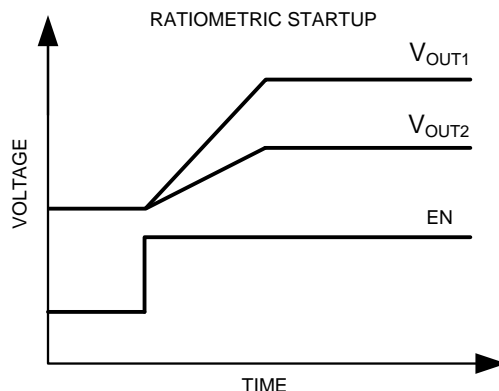 RATIOMETRIC STARTUP
VOUT1
VOUT2
VOLTAGE
EN
TIME